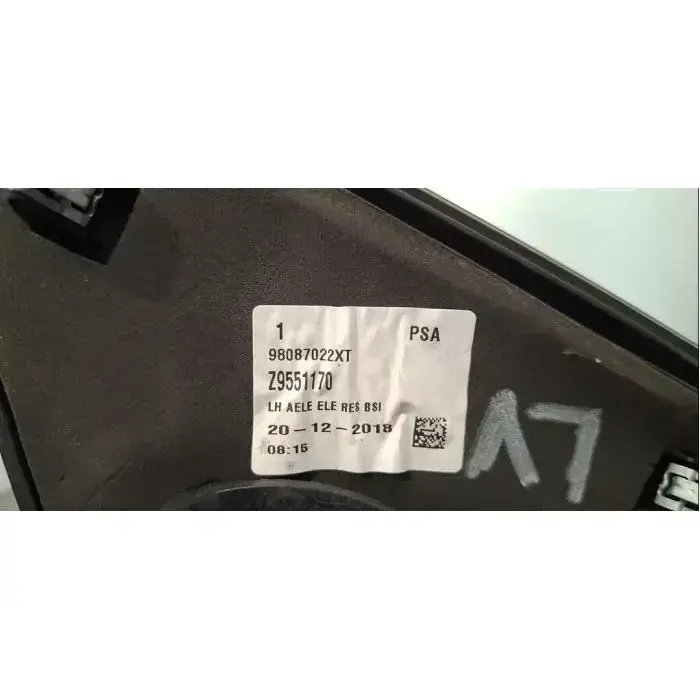 1 PSA
98087022XT
Z9551170
LH AELE ELE RES BSI
20-12-2018
08:15
LV